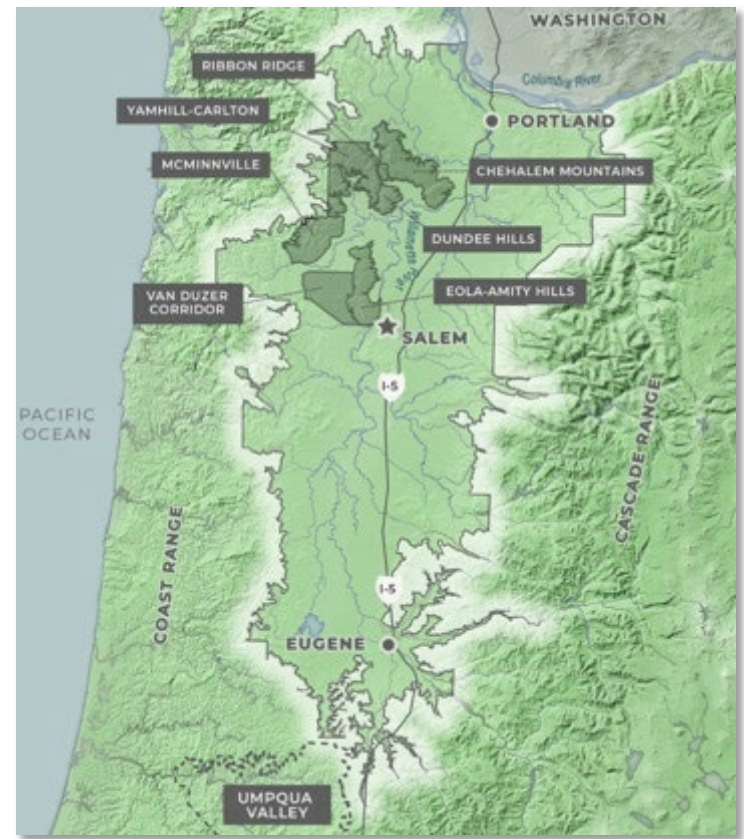 WASHINGTON
RIBBON RIDGE
Columbia River
YAMHILL-CARLTON
PORTLAND
MCMINNVILLE
CHEHALEM MOUNTAINS
Willamette River
DUNDEE HILLS
EOLA-AMITY HILLS
VAN DUZER
CORRIDOR
SALEM
I-5
PACIFIC
OCEAN
CASCADE RANGE
COAST RANGE
I-5
EUGENE
UMPQUA
VALLEY